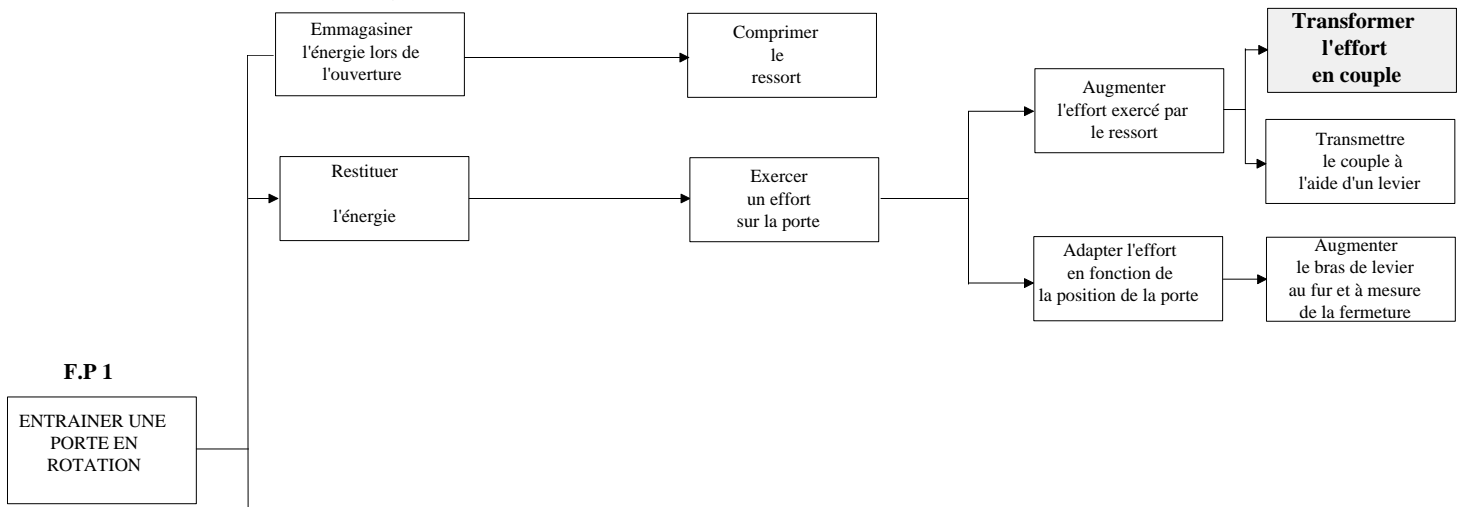 Emmagasiner
l'énergie lors de
l'ouverture
Comprimer
le
ressort
Transformer
l'effort
en couple
Augmenter
l'effort exercé par
le ressort
Transmettre
le couple à
l'aide d'un levier
Restituer
l'énergie
Exercer
un effort
sur la porte
Adapter l'effort
en fonction de
la position de la porte
Augmenter
le bras de levier
au fur et à mesure
de la fermeture
F.P 1
ENTRAINER UNE
PORTE EN
ROTATION